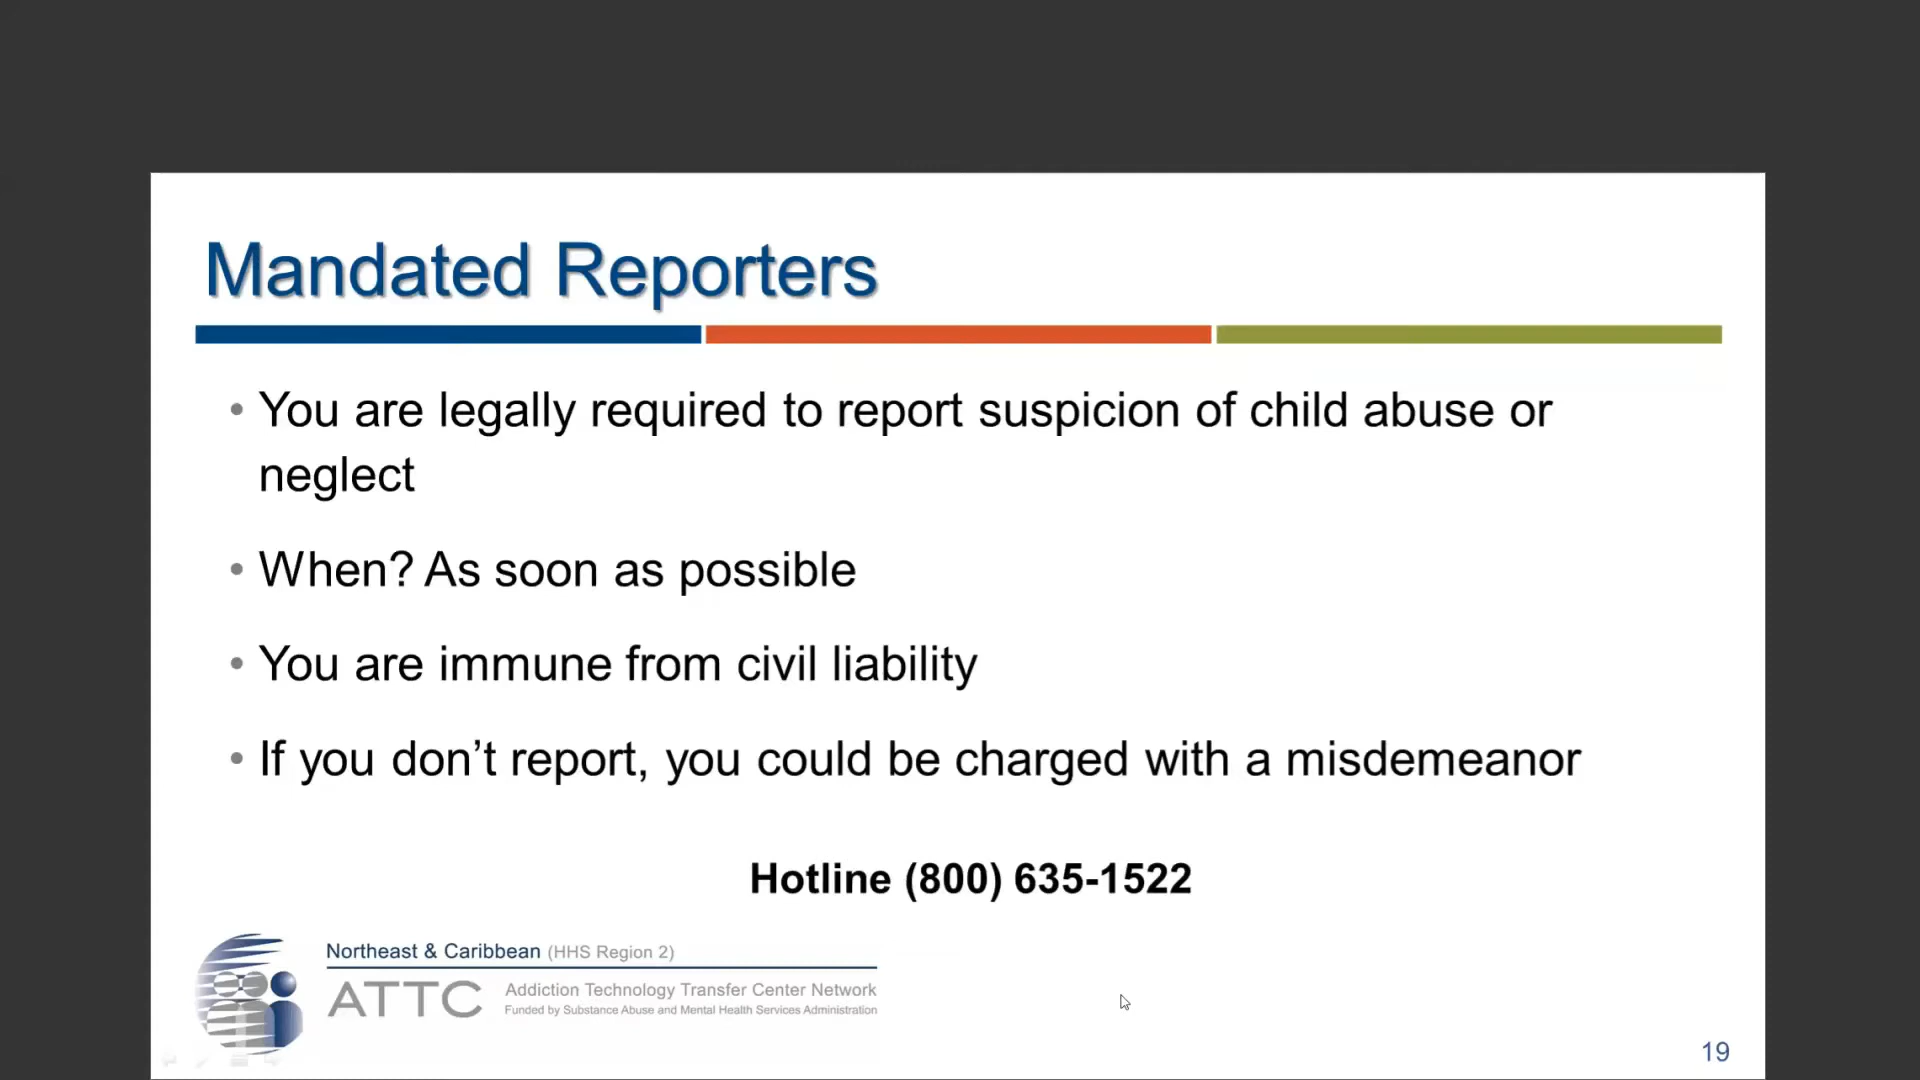 Mandated Reporters
• You are legally required to report suspicion of child abuse or
neglect
• When? As soon as possible
• You are immune from civil liability
• If you don’t report, you could be charged with a misdemeanor
Hotline (800) 635-1522
Northeast & Caribbean (HHS Region 2)
ATTC
Addiction Technology Transfer Center Network
Funded by Substance Abuse and Mental Health Services Administration
19